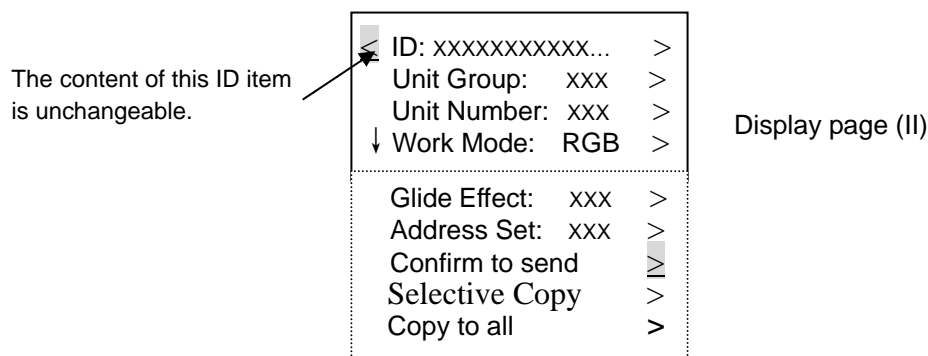 < ID: XXXXXXXXXXX... >
The content of this ID item
is unchangeable.
Unit Group: XXX >
Unit Number: XXX >
↓ Work Mode: RGB >
Display page (II)
Glide Effect: XXX >
Address Set: XXX >
Confirm to send >
Selective Copy >
Copy to all >